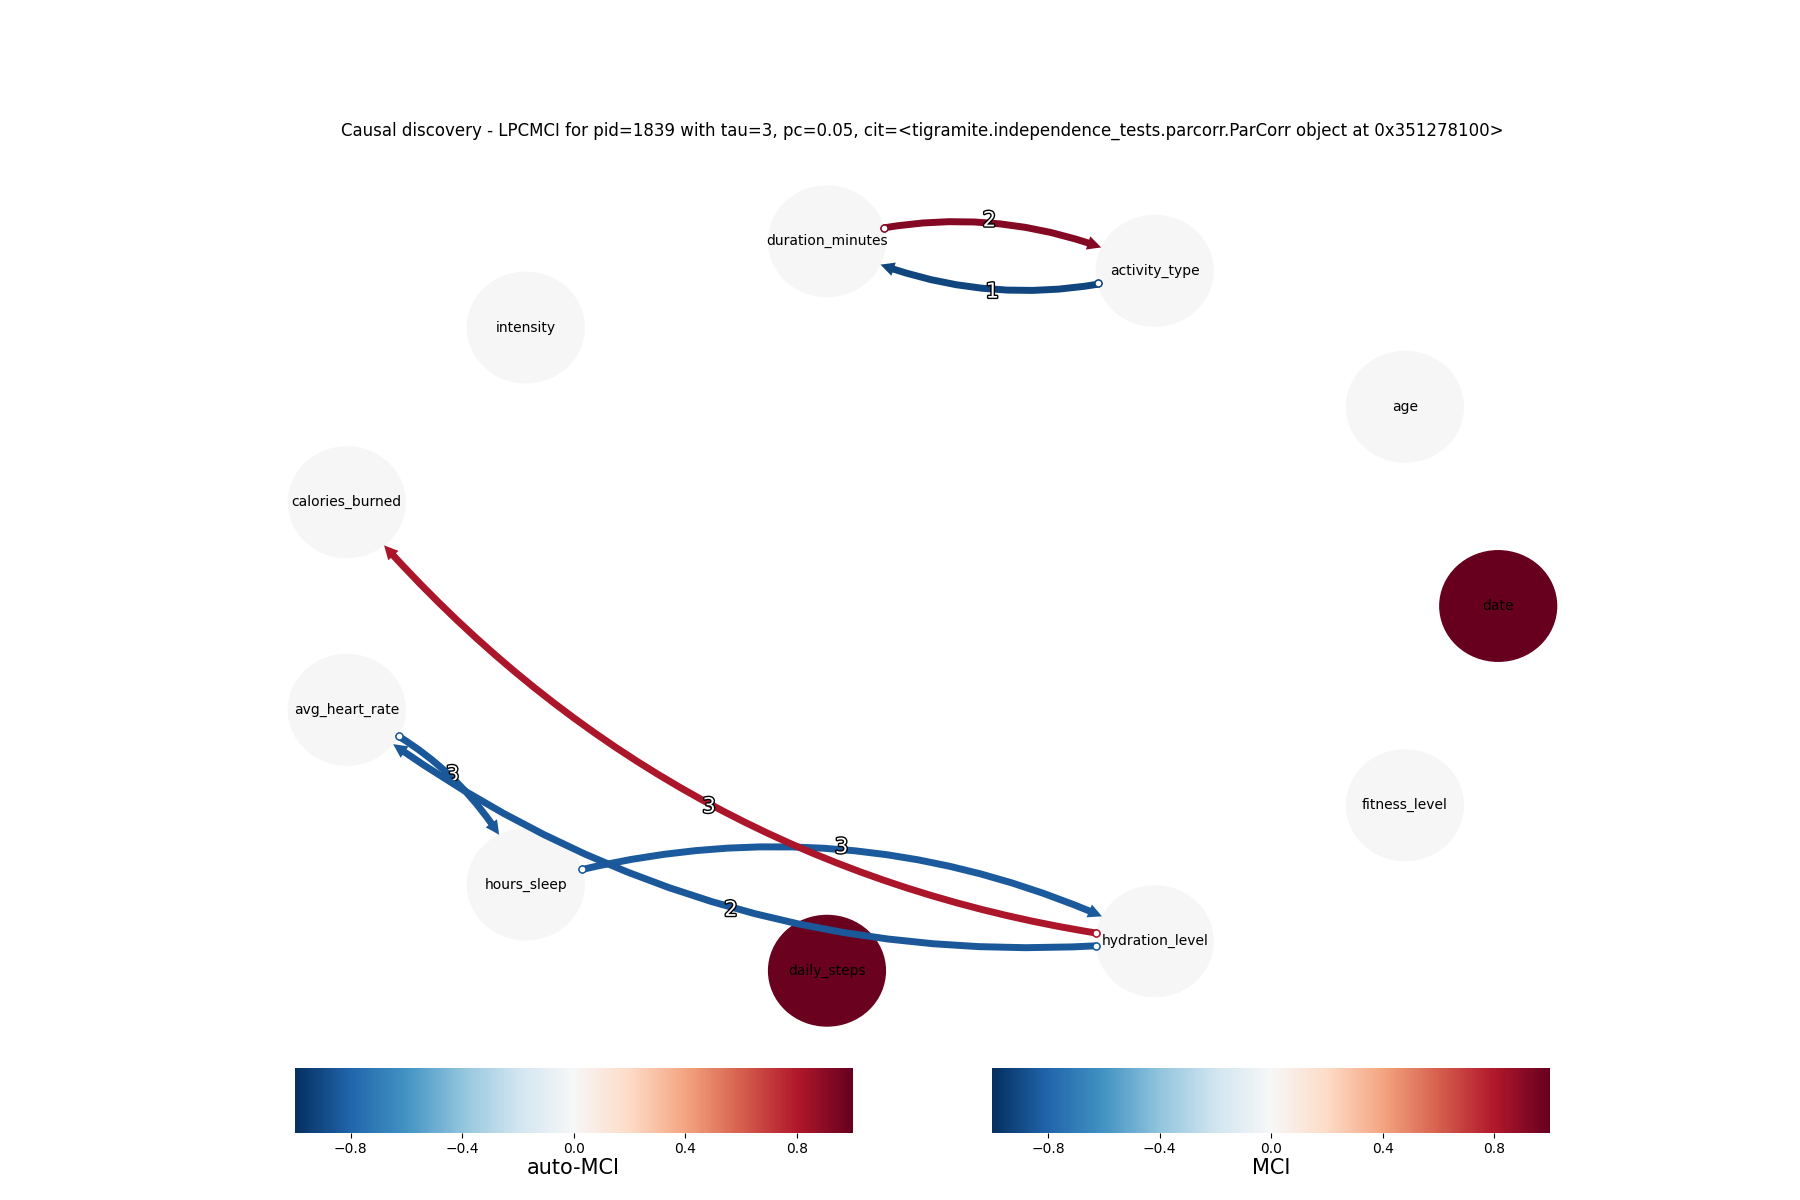 Causal discovery - LPCMCI for pid=1839 with tau=3, pc=0.05, cit=<tigramite.independence_tests.parcorr.ParCorr object at 0x351278100>
2
duration_minutes
activity_type
1
intensity
age
calories_burned
date
avg_heart_rate
3
3
fitness_level
3
hours_sleep
2
hydration_level
daily_steps
−0.8 −0.4 0.0 0.4 0.8
auto-MCI
−0.8 −0.4 0.0 0.4 0.8
MCI